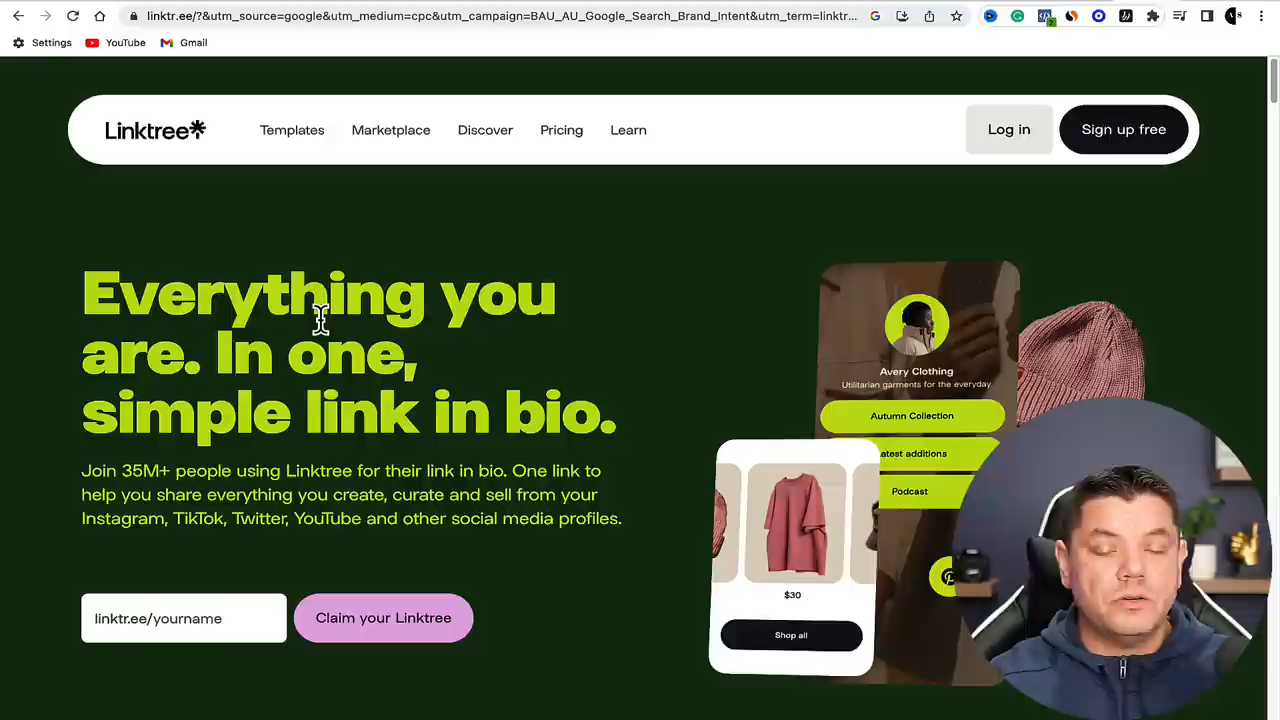 linktr.ee/?&utm_source=google&utm_medium=cpc&utm_campaign=BAU_AU_Google_Search_Brand_Intent&utm_term=linktr...
Settings YouTube Gmail
Linktree* Templates Marketplace Discover Pricing Learn Log in Sign up free
Everything you
are. In one,
simple link in bio.
Join 35M+ people using Linktree for their link in bio. One link to
help you share everything you create, curate and sell from your
Instagram, TikTok, Twitter, YouTube and other social media profiles.
linktr.ee/yourname Claim your Linktree
Avery Clothing
Utilitarian garments for the everyday
Autumn Collection
additions
Podcast
$30
Shop all